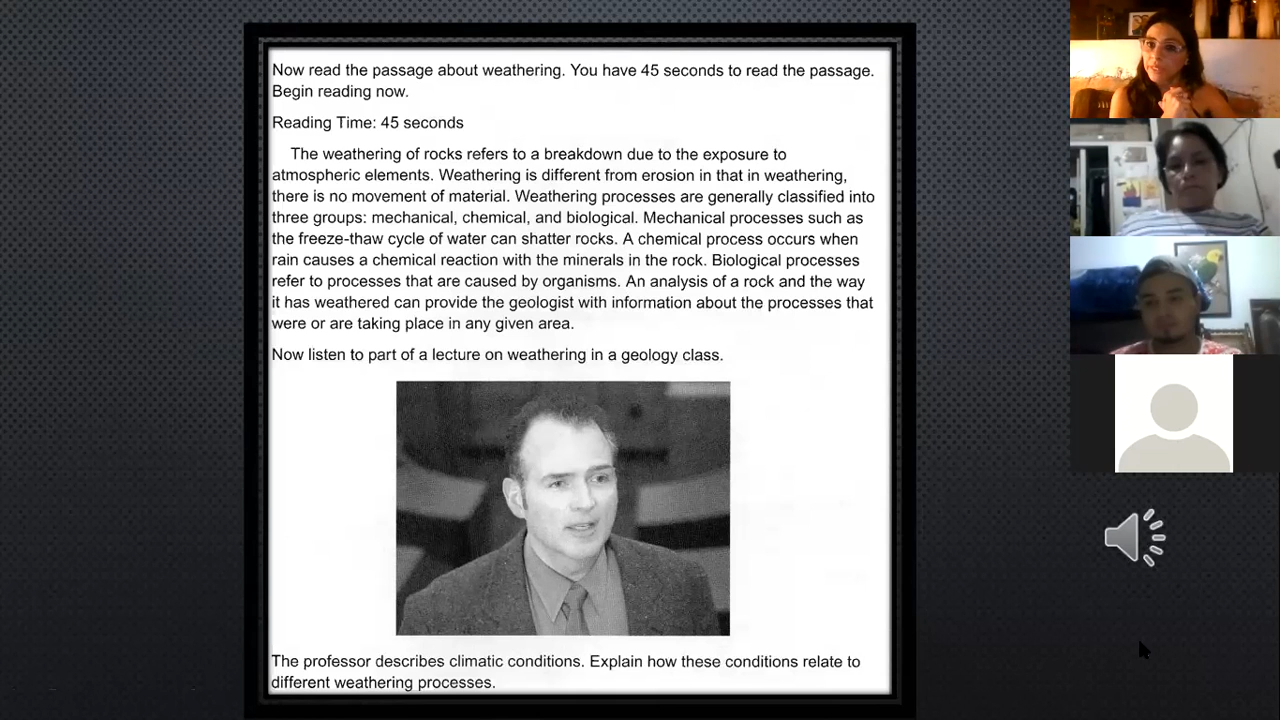 Now read the passage about weathering. You have 45 seconds to read the passage.
Begin reading now.
Reading Time: 45 seconds
The weathering of rocks refers to a breakdown due to the exposure to
atmospheric elements. Weathering is different from erosion in that in weathering,
there is no movement of material. Weathering processes are generally classified into
three groups: mechanical, chemical, and biological. Mechanical processes such as
the freeze-thaw cycle of water can shatter rocks. A chemical process occurs when
rain causes a chemical reaction with the minerals in the rock. Biological processes
refer to processes that are caused by organisms. An analysis of a rock and the way
it has weathered can provide the geologist with information about the processes that
were or are taking place in any given area.
Now listen to part of a lecture on weathering in a geology class.
The professor describes climatic conditions. Explain how these conditions relate to
different weathering processes.